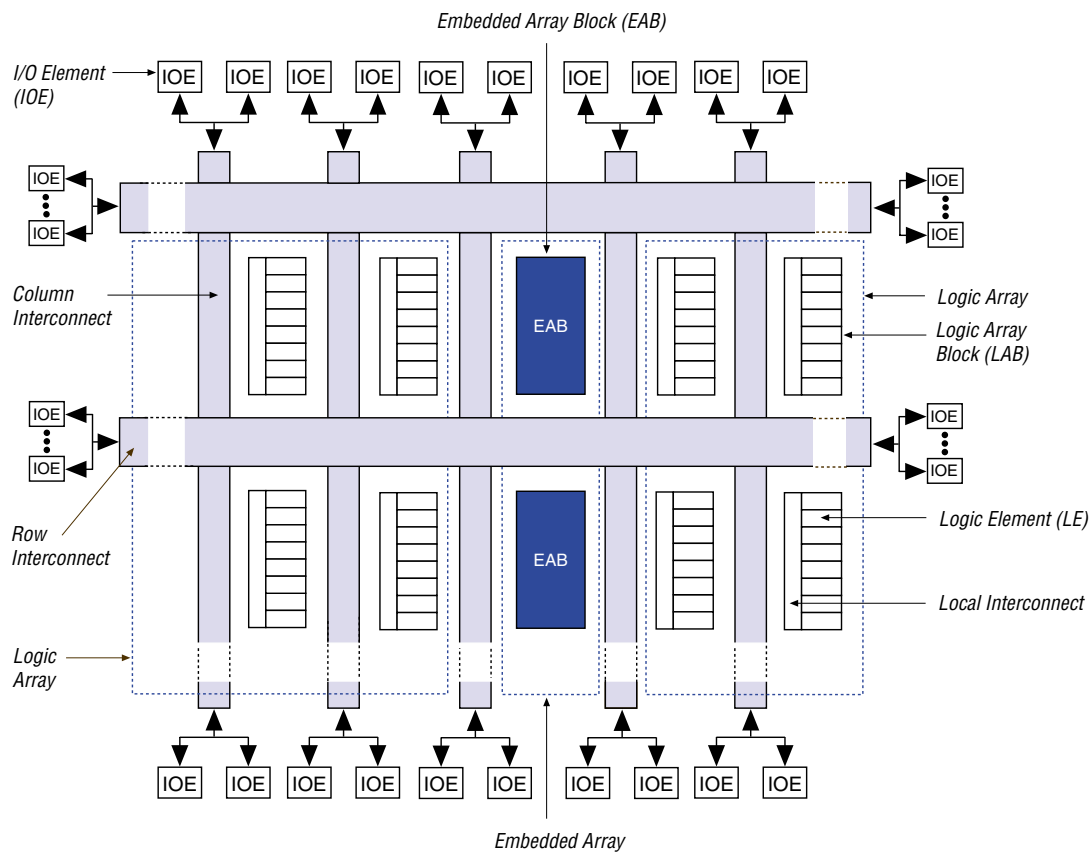 Embedded Array Block (EAB)
I/O Element
(IOE)
IOE IOE IOE IOE IOE IOE IOE IOE IOE IOE
IOE IOE
IOE IOE
Column
Interconnect
EAB
Logic Array
Logic Array
Block (LAB)
IOE IOE
IOE IOE
Row
Interconnect
EAB
Logic Element (LE)
Local Interconnect
Logic
Array
IOE IOE IOE IOE IOE IOE IOE IOE IOE IOE
Embedded Array